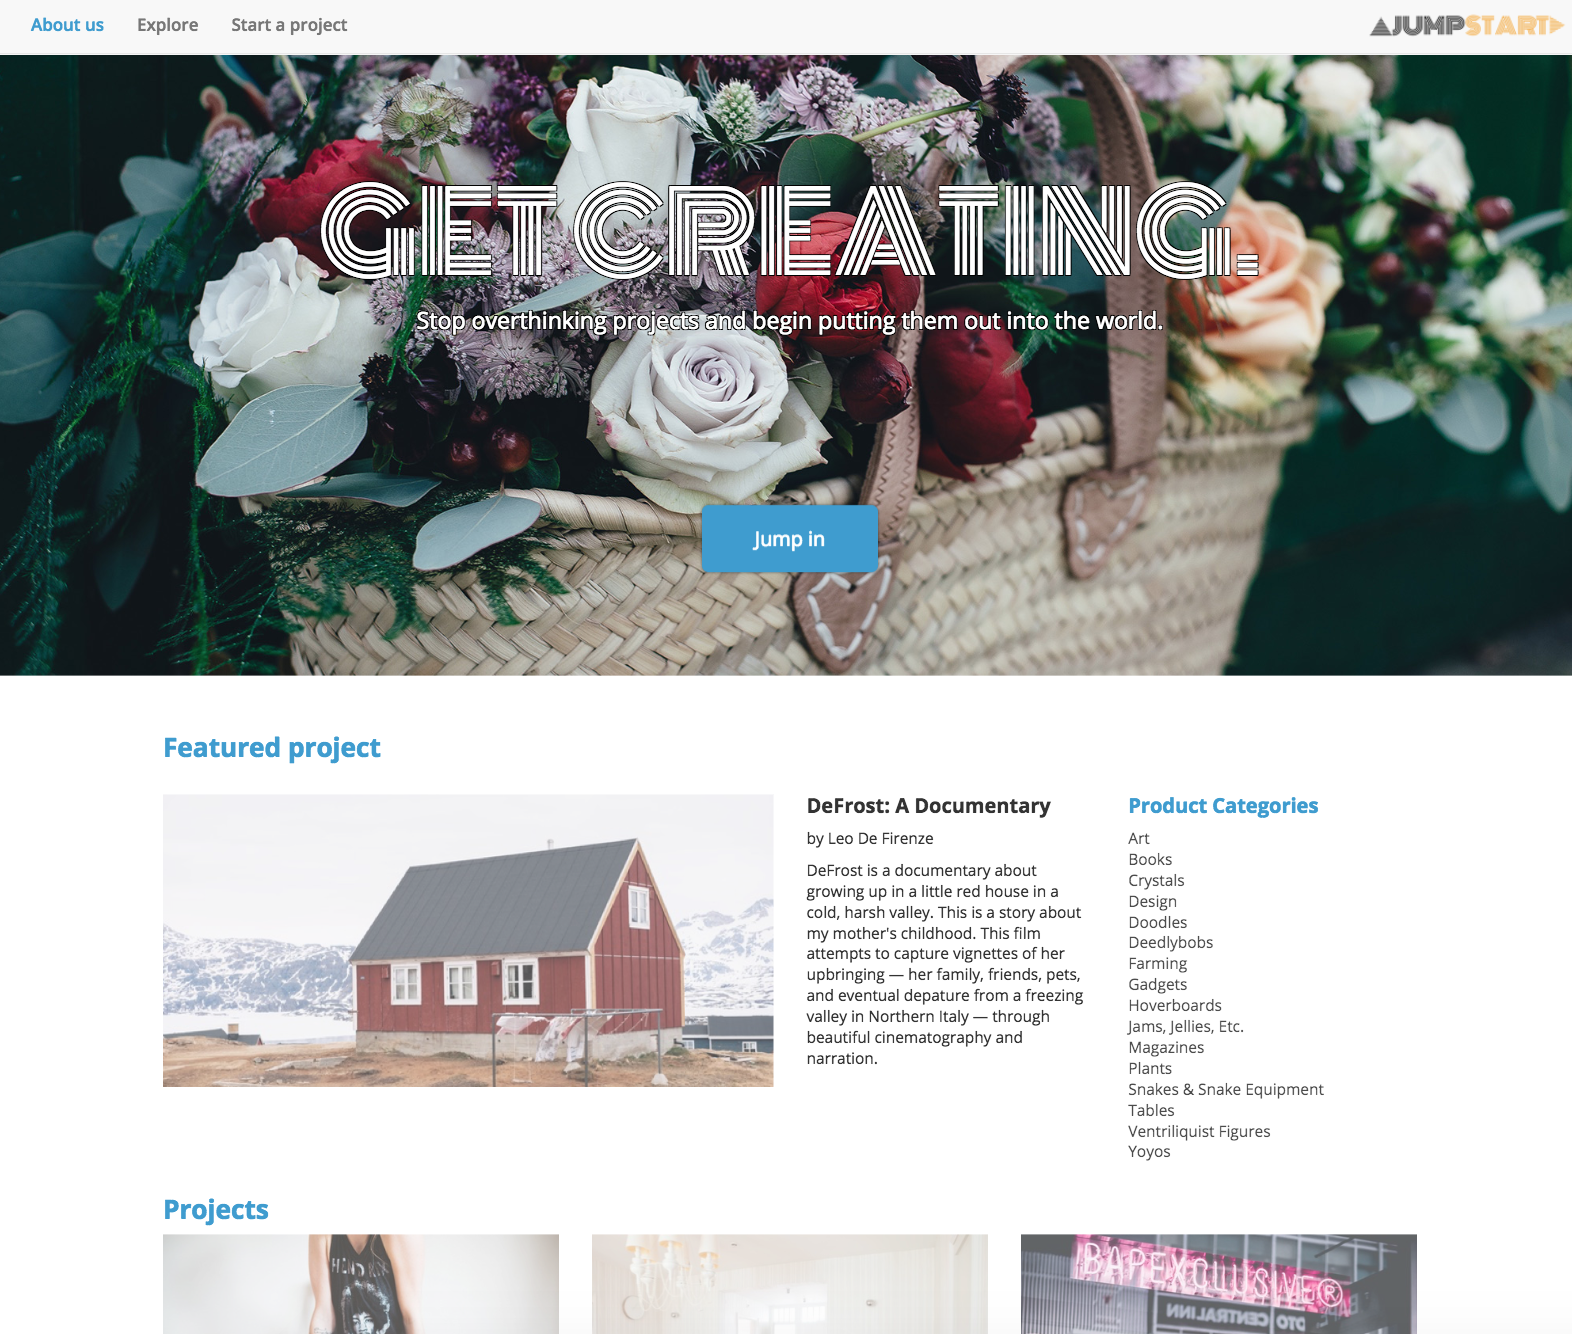 About us Explore Start a project JUMPSTART
GET CREATING.
Stop overthinking projects and begin putting them out into the world.
Jump in
Featured project
DeFrost: A Documentary
by Leo De Firenze
DeFrost is a documentary about
growing up in a little red house in a
cold, harsh valley. This is a story about
my mother's childhood. This film
attempts to capture vignettes of her
upbringing — her family, friends, pets,
and eventual depature from a freezing
valley in Northern Italy — through
beautiful cinematography and
narration.
Product Categories
Art
Books
Crystals
Design
Doodles
Deedlybobs
Farming
Gadgets
Hoverboards
Jams, Jellies, Etc.
Magazines
Plants
Snakes & Snake Equipment
Tables
Ventriliquist Figures
Yoyos
Projects
HENDRIX
BAPEXCLUSIVE®
OTO CENTRAL INN